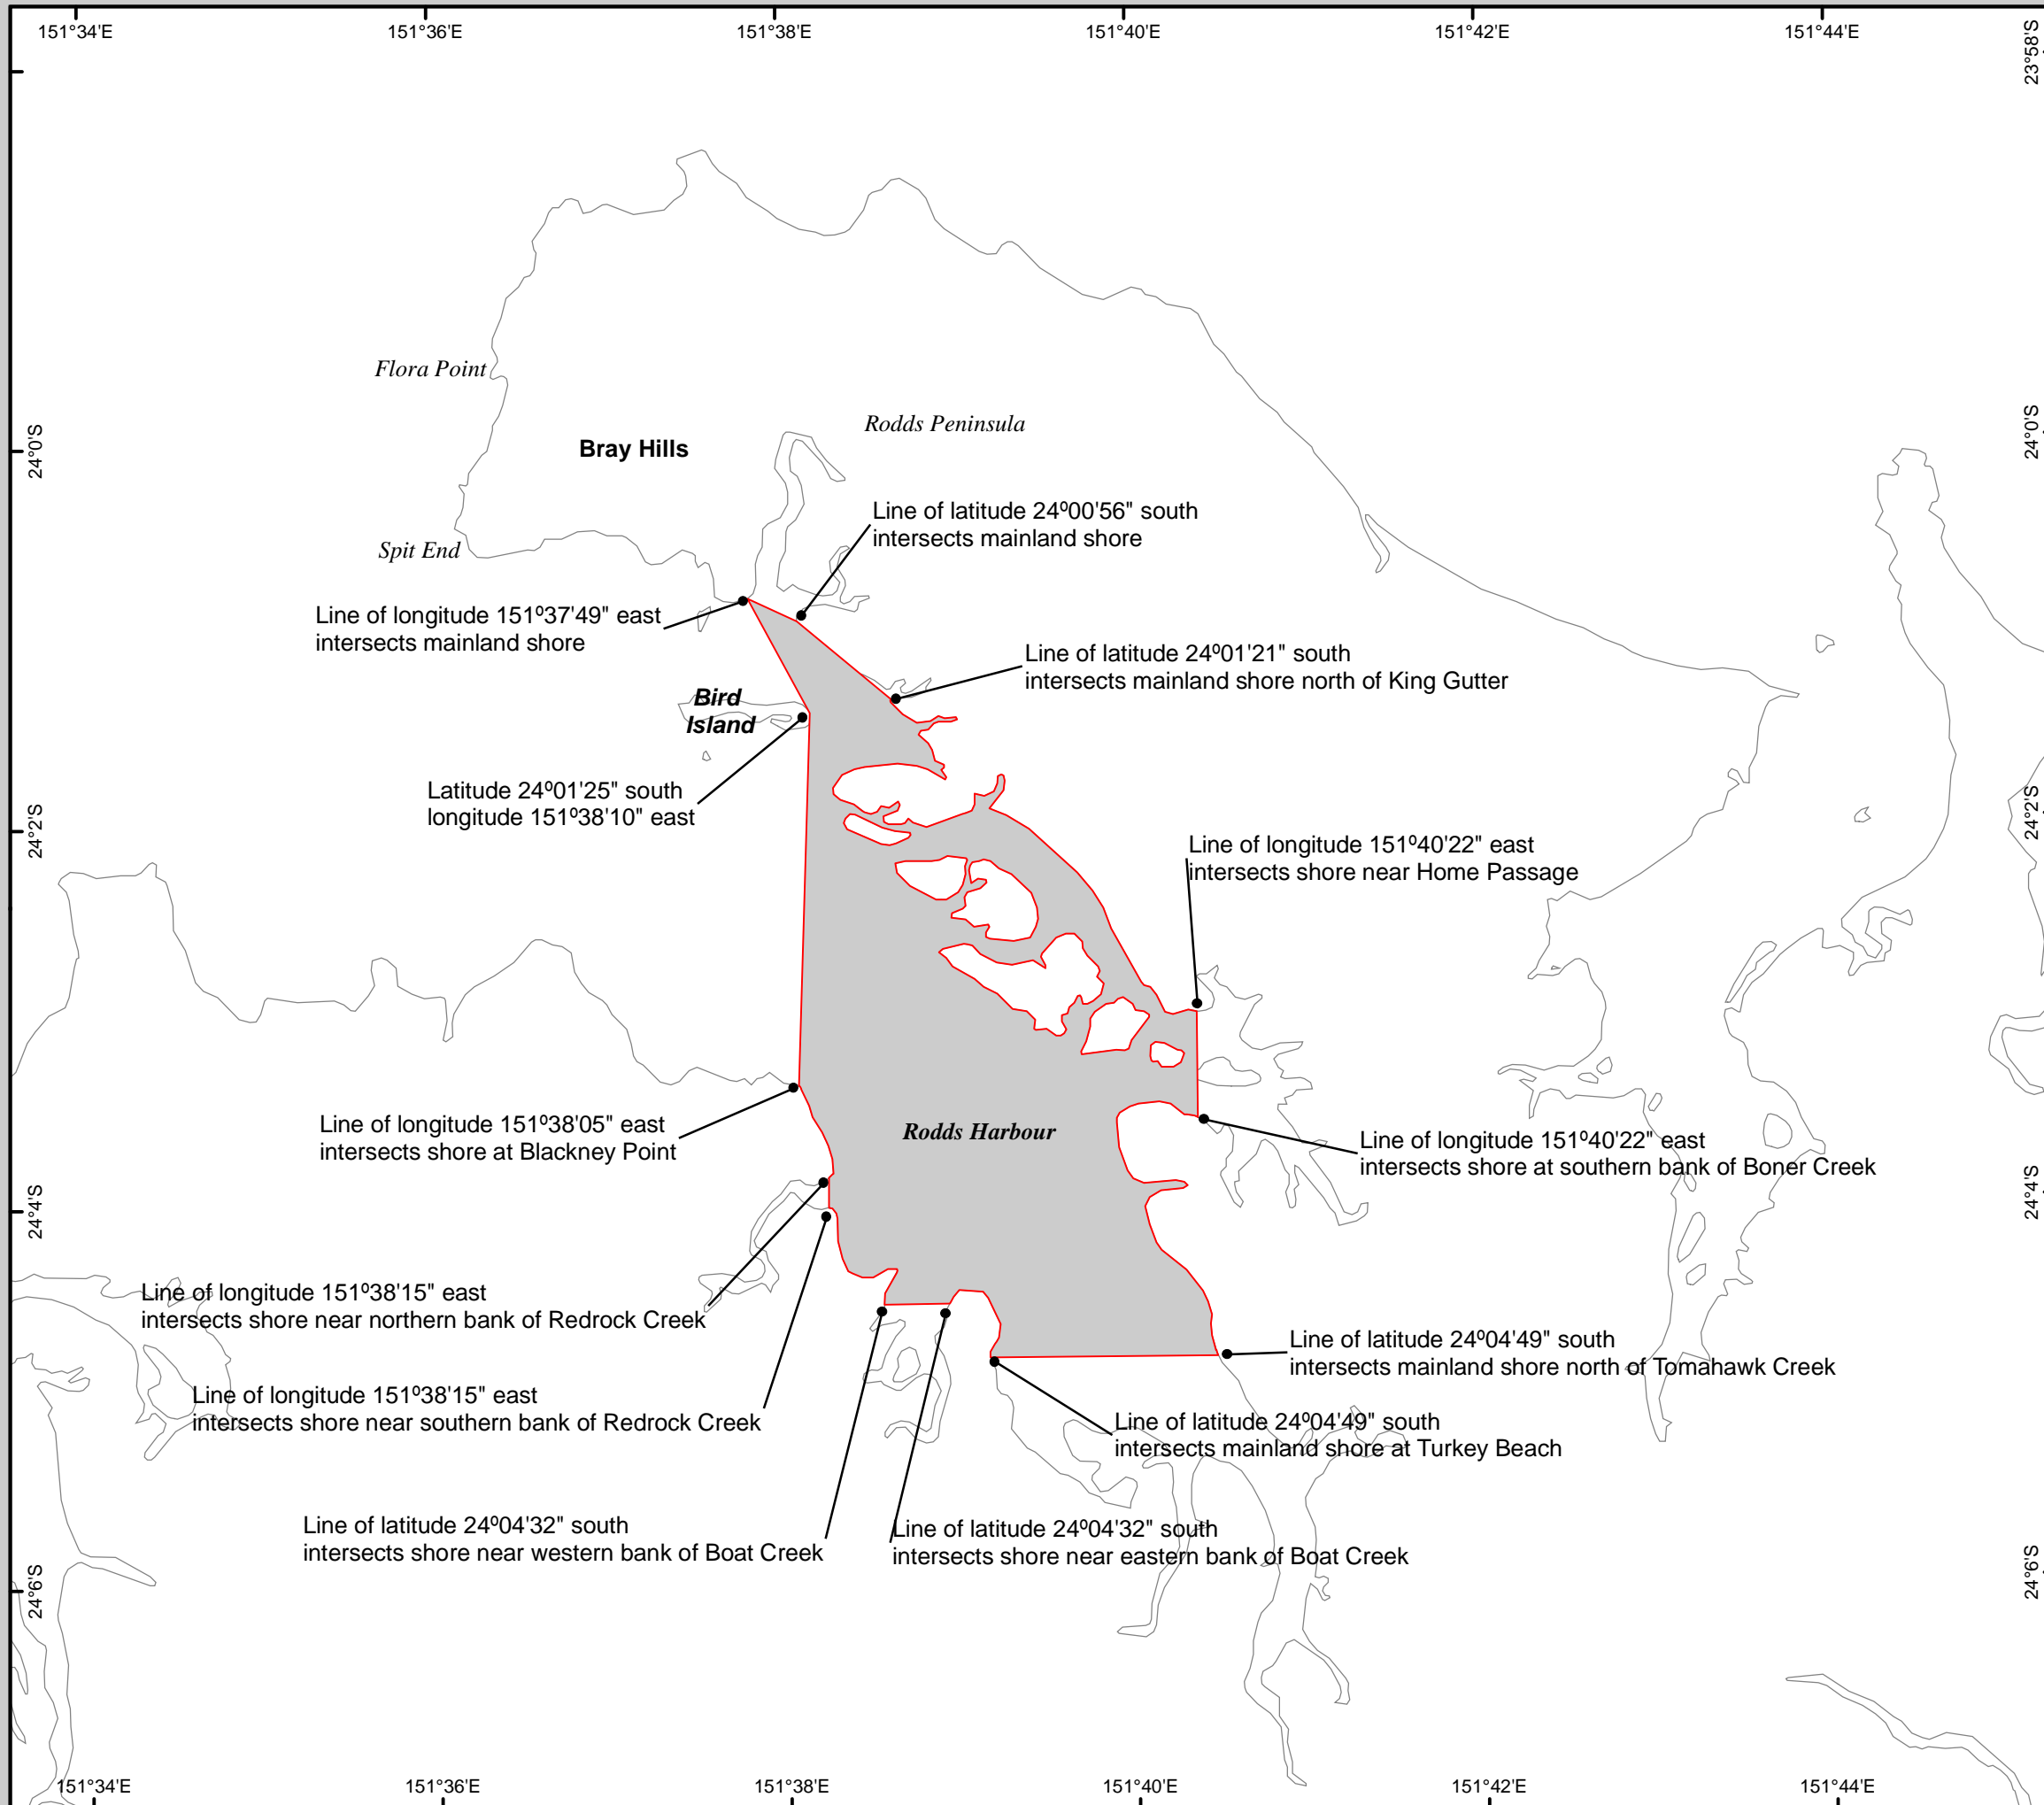 151°34'E
151°36'E
151°38'E
151°40'E
151°42'E
151°44'E
23°58'S
Flora Point
Rodds Peninsula
Bray Hills
24°0'S
24°0'S
Line of latitude 24º00'56" south
intersects mainland shore
Spit End
Line of longitude 151º37'49" east
intersects mainland shore
Line of latitude 24º01'21" south
intersects mainland shore north of King Gutter
Bird
Island
Latitude 24º01'25" south
longitude 151º38'10" east
24°2'S
24°2'S
Line of longitude 151º40'22" east
intersects shore near Home Passage
Line of longitude 151º38'05" east
intersects shore at Blackney Point
Rodds Harbour
Line of longitude 151º40'22" east
intersects shore at southern bank of Boner Creek
24°4'S
24°4'S
Line of longitude 151º38'15" east
intersects shore near northern bank of Redrock Creek
Line of latitude 24º04'49" south
intersects mainland shore north of Tomahawk Creek
Line of longitude 151º38'15" east
intersects shore near southern bank of Redrock Creek
Line of latitude 24º04'49" south
intersects mainland shore at Turkey Beach
Line of latitude 24º04'32" south
intersects shore near western bank of Boat Creek
Line of latitude 24º04'32" south
intersects shore near eastern bank of Boat Creek
24°6'S
24°6'S
151°34'E
151°36'E
151°38'E
151°40'E
151°42'E
151°44'E